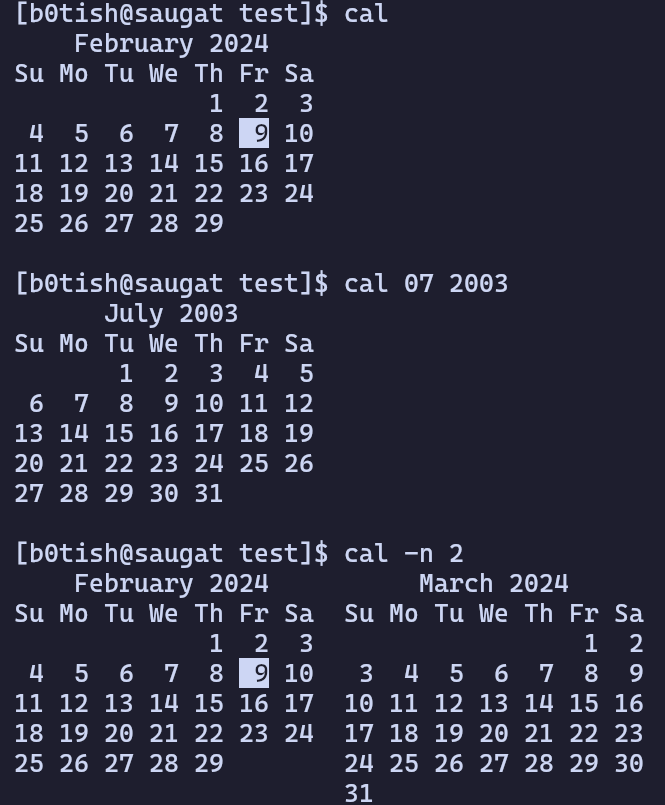 [b0tish@saugat test]$ cal
    February 2024
Su Mo Tu We Th Fr Sa
             1  2  3
 4  5  6  7  8  9 10
11 12 13 14 15 16 17
18 19 20 21 22 23 24
25 26 27 28 29

[b0tish@saugat test]$ cal 07 2003
      July 2003
Su Mo Tu We Th Fr Sa
       1  2  3  4  5
 6  7  8  9 10 11 12
13 14 15 16 17 18 19
20 21 22 23 24 25 26
27 28 29 30 31

[b0tish@saugat test]$ cal -n 2
    February 2024          March 2024
Su Mo Tu We Th Fr Sa  Su Mo Tu We Th Fr Sa
             1  2  3                  1  2
 4  5  6  7  8  9 10   3  4  5  6  7  8  9
11 12 13 14 15 16 17  10 11 12 13 14 15 16
18 19 20 21 22 23 24  17 18 19 20 21 22 23
25 26 27 28 29        24 25 26 27 28 29 30
                      31